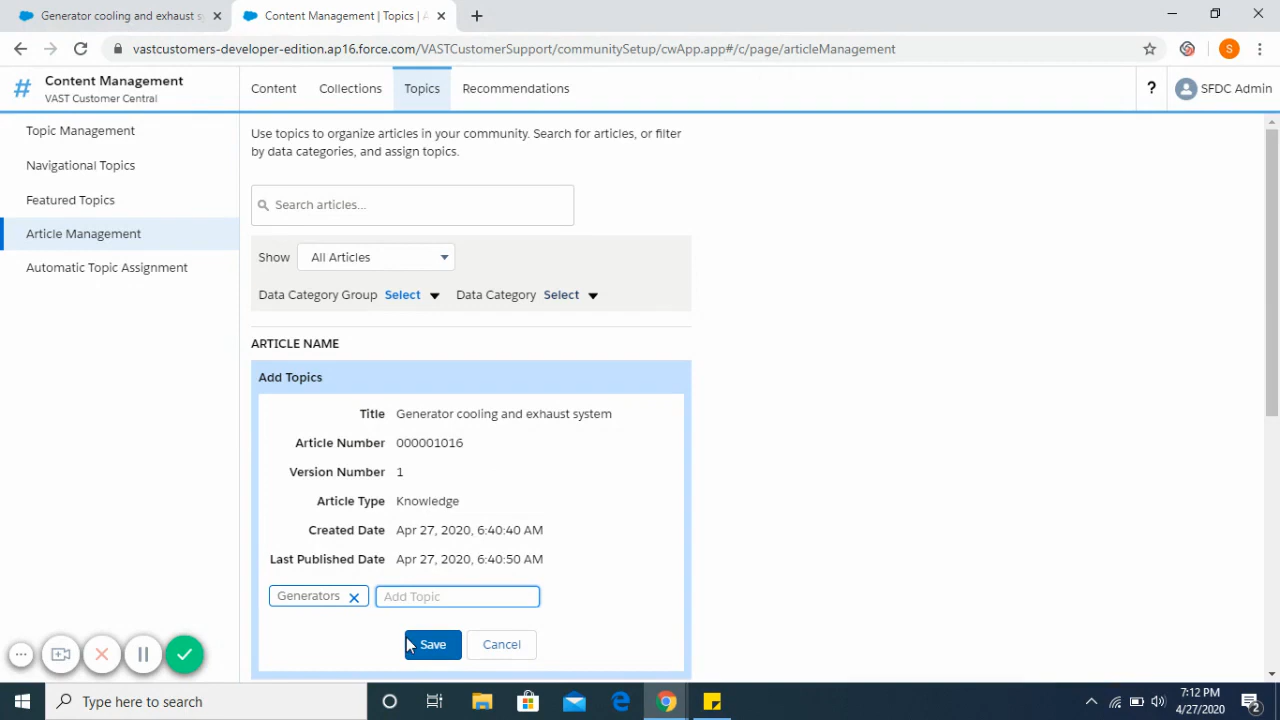 Generator cooling and exhaust s
Content Management | Topics | A
vastcustomers-developer-edition.ap16.force.com/VASTCustomerSupport/communitySetup/cwApp.app#/c/page/articleManagement
S
#
Content Management
VAST Customer Central
Content
Collections
Topics
Recommendations
?
SFDC Admin
Topic Management
Navigational Topics
Featured Topics
Article Management
Automatic Topic Assignment
Use topics to organize articles in your community. Search for articles, or filter
by data categories, and assign topics.
Search articles...
Show All Articles
Data Category Group Select Data Category Select
ARTICLE NAME
Add Topics
Title Generator cooling and exhaust system
Article Number 000001016
Version Number 1
Article Type Knowledge
Created Date Apr 27, 2020, 6:40:40 AM
Last Published Date Apr 27, 2020, 6:40:50 AM
Generators Add Topic
Save Cancel
Type here to search
7:12 PM
4/27/2020
2